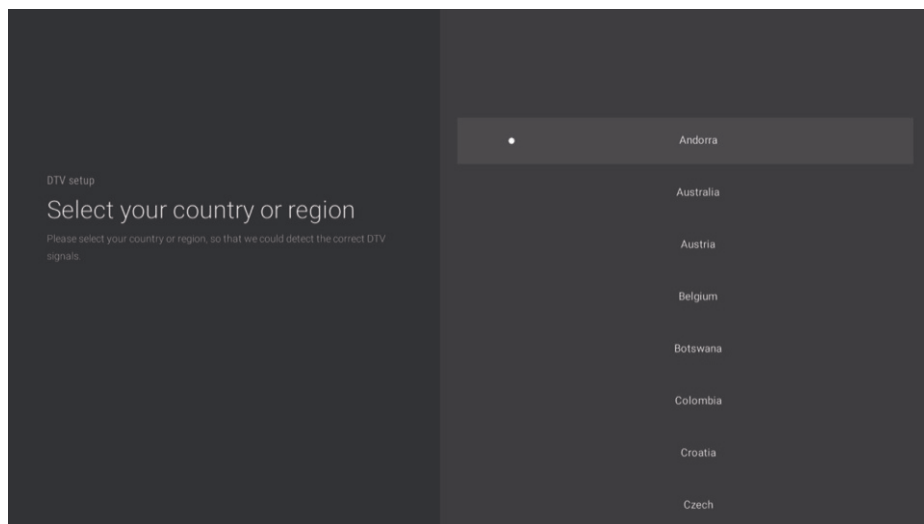 DTV setup
Select your country or region
Please select your country or region, so that we could detect the correct DTV
signals.
Andorra
Australia
Austria
Belgium
Botswana
Colombia
Croatia
Czech